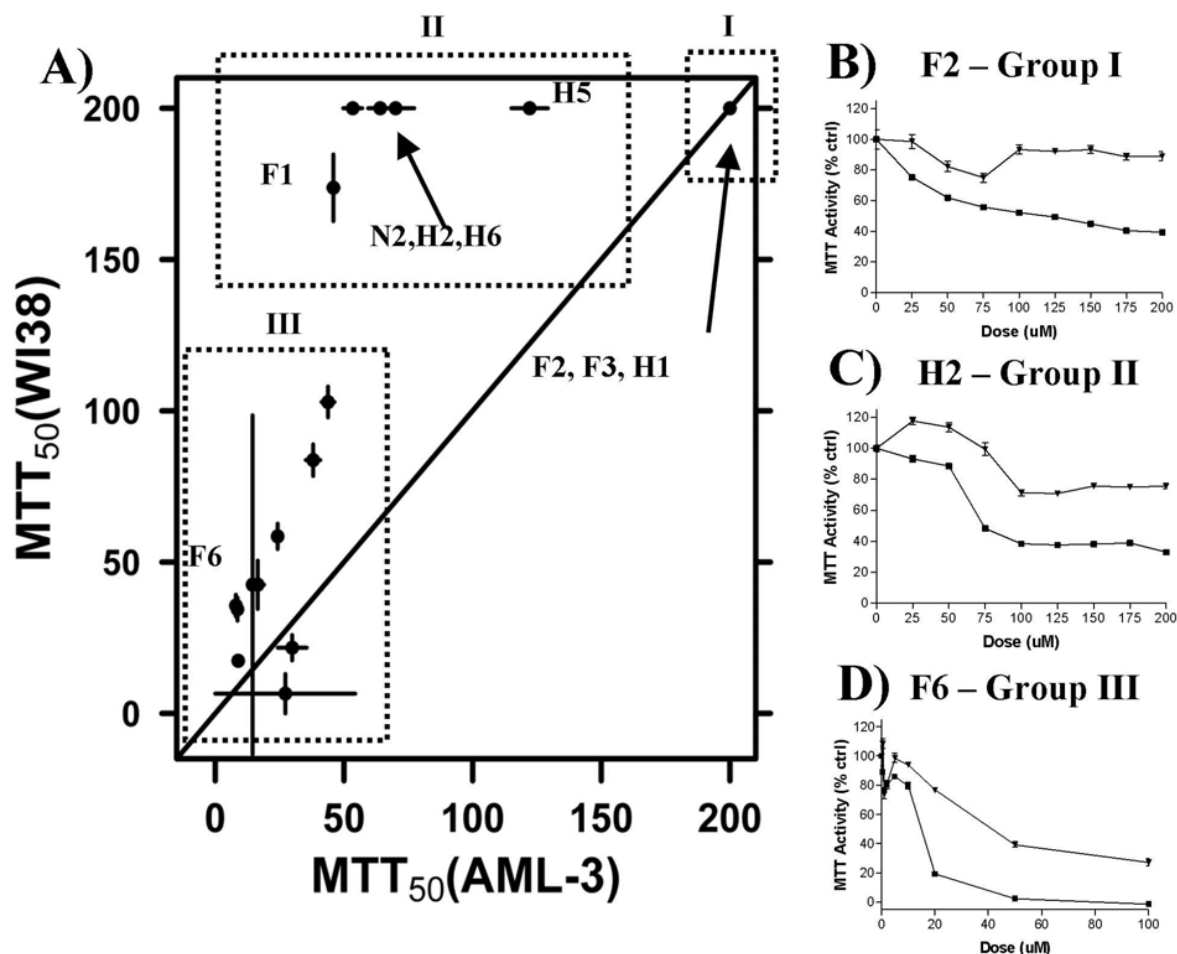 A)
II
I
200
150
100
50
0
MTT50(WI38)
H5
F1
N2,H2,H6
III
F2, F3, H1
F6
0 50 100 150 200
MTT50(AML-3)
B) F2 – Group I
MTT Activity (% ctrl)
120
100
80
60
40
20
0
0 25 50 75 100 125 150 175 200
Dose (uM)
C) H2 – Group II
MTT Activity (% ctrl)
120
100
80
60
40
20
0
0 25 50 75 100 125 150 175 200
Dose (uM)
D) F6 – Group III
MTT Activity (% ctrl)
120
100
80
60
40
20
0
0 20 40 60 80 100
Dose (uM)